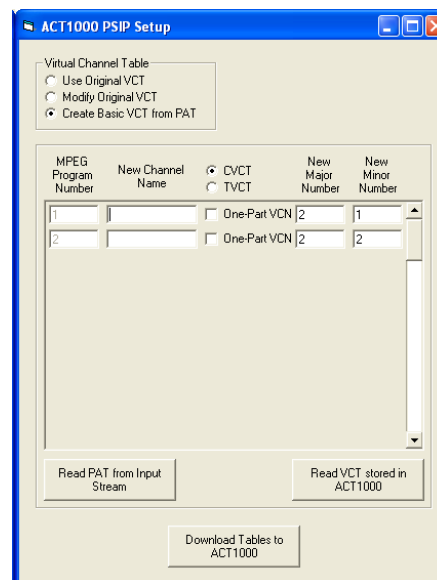 ACT1000 PSIP Setup
Virtual Channel Table
Use Original VCT
Modify Original VCT
Create Basic VCT from PAT
MPEG Program Number
New Channel Name
CVCT
TVCT
New Major Number
New Minor Number
1 One-Part VCN 2 1
2 One-Part VCN 2 2
Read PAT from Input Stream
Read VCT stored in ACT1000
Download Tables to ACT1000